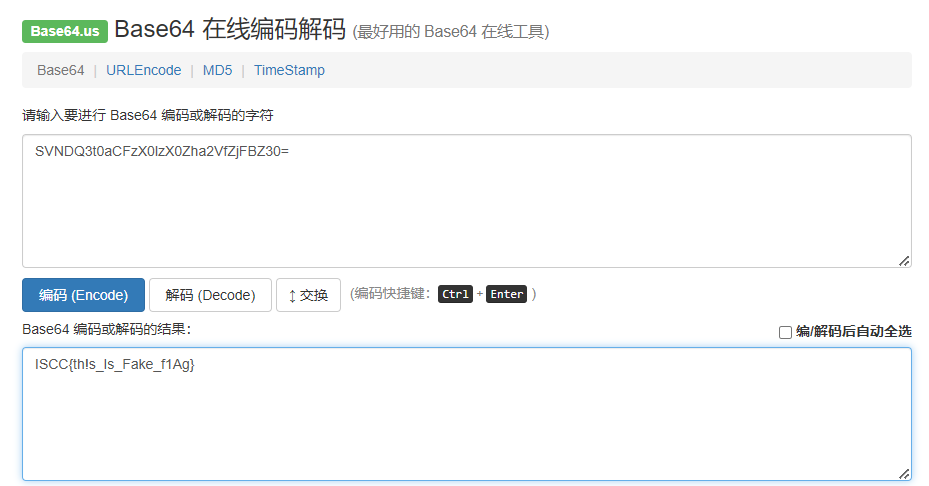 Base64.us Base64 在线编码解码 (最好用的 Base64 在线工具)
Base64 | URLEncode | MD5 | TimeStamp
请输入要进行 Base64 编码或解码的字符
SVNDQ3t0aCFzX0lzX0Zha2VfZjFBZ30=
编码 (Encode) 解码 (Decode) ↕ 交换 (编码快捷键： Ctrl + Enter )
Base64 编码或解码的结果： 编/解码后自动全选
ISCC{th!s_Is_Fake_f1Ag}